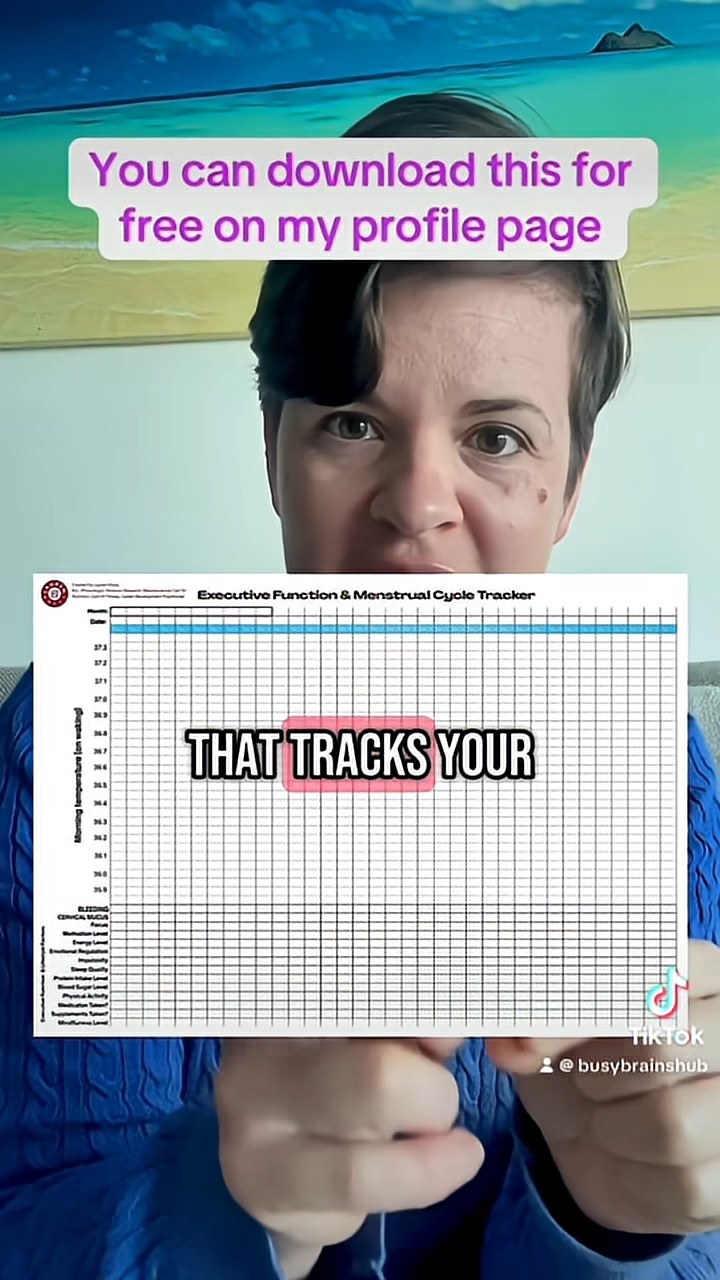 You can download this for
free on my profile page
Executive Function & Menstrual Cycle Tracker
Month:
Date:
37.3
37.2
37.1
37.0
36.9
THAT TRACKS YOUR
36.7
36.6
36.5
36.3
36.2
36.1
36.0
35.9
Morning temperature (on waking)
BLEEDING
CERVICAL MUCUS
Focus
Motivation Level
Energy Level
Emotional Regulation
Impulsivity
Sleep Quality
Protein Intake Level
Blood Sugar Level
Physical Activity
Medication Taken?
Supplements Taken?
Mindfulness Level
TikTok
@ busybrainshub